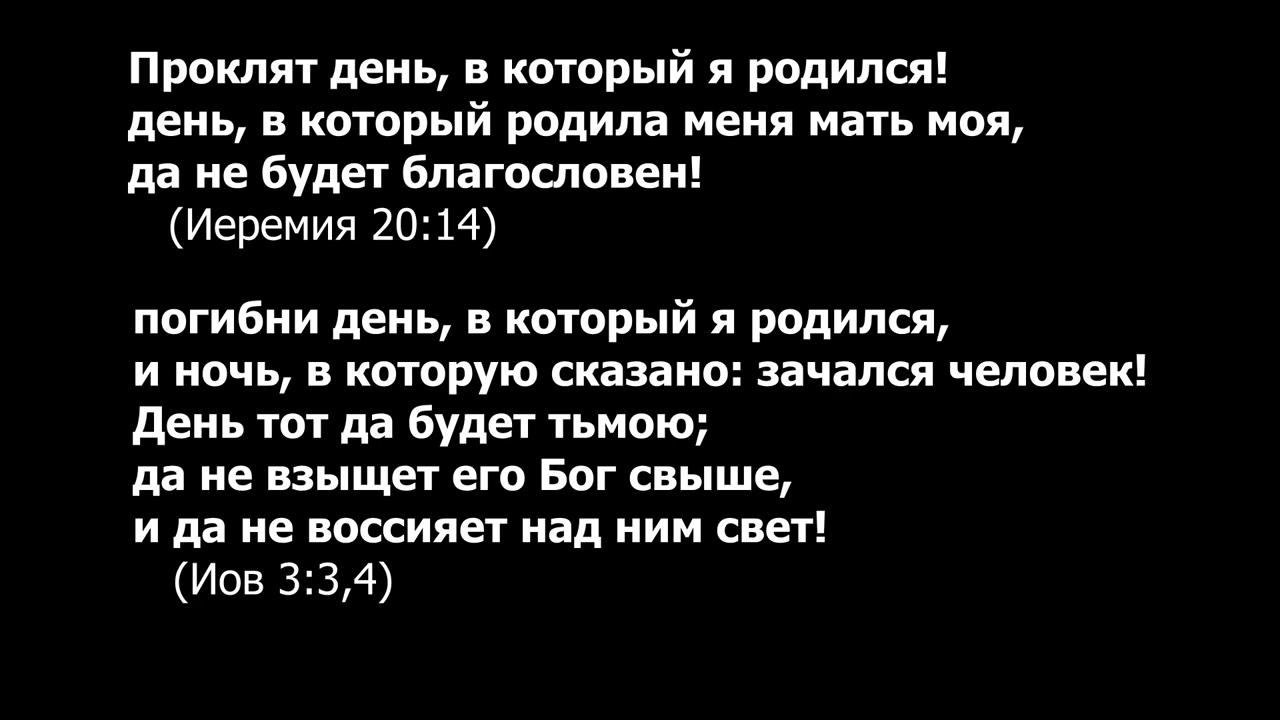 Проклят день, в который я родился!
день, в который родила меня мать моя,
да не будет благословен!
(Иеремия 20:14)
погибни день, в который я родился,
и ночь, в которую сказано: зачался человек!
День тот да будет тьмою;
да не взыщет его Бог свыше,
и да не воссияет над ним свет!
(Иов 3:3,4)